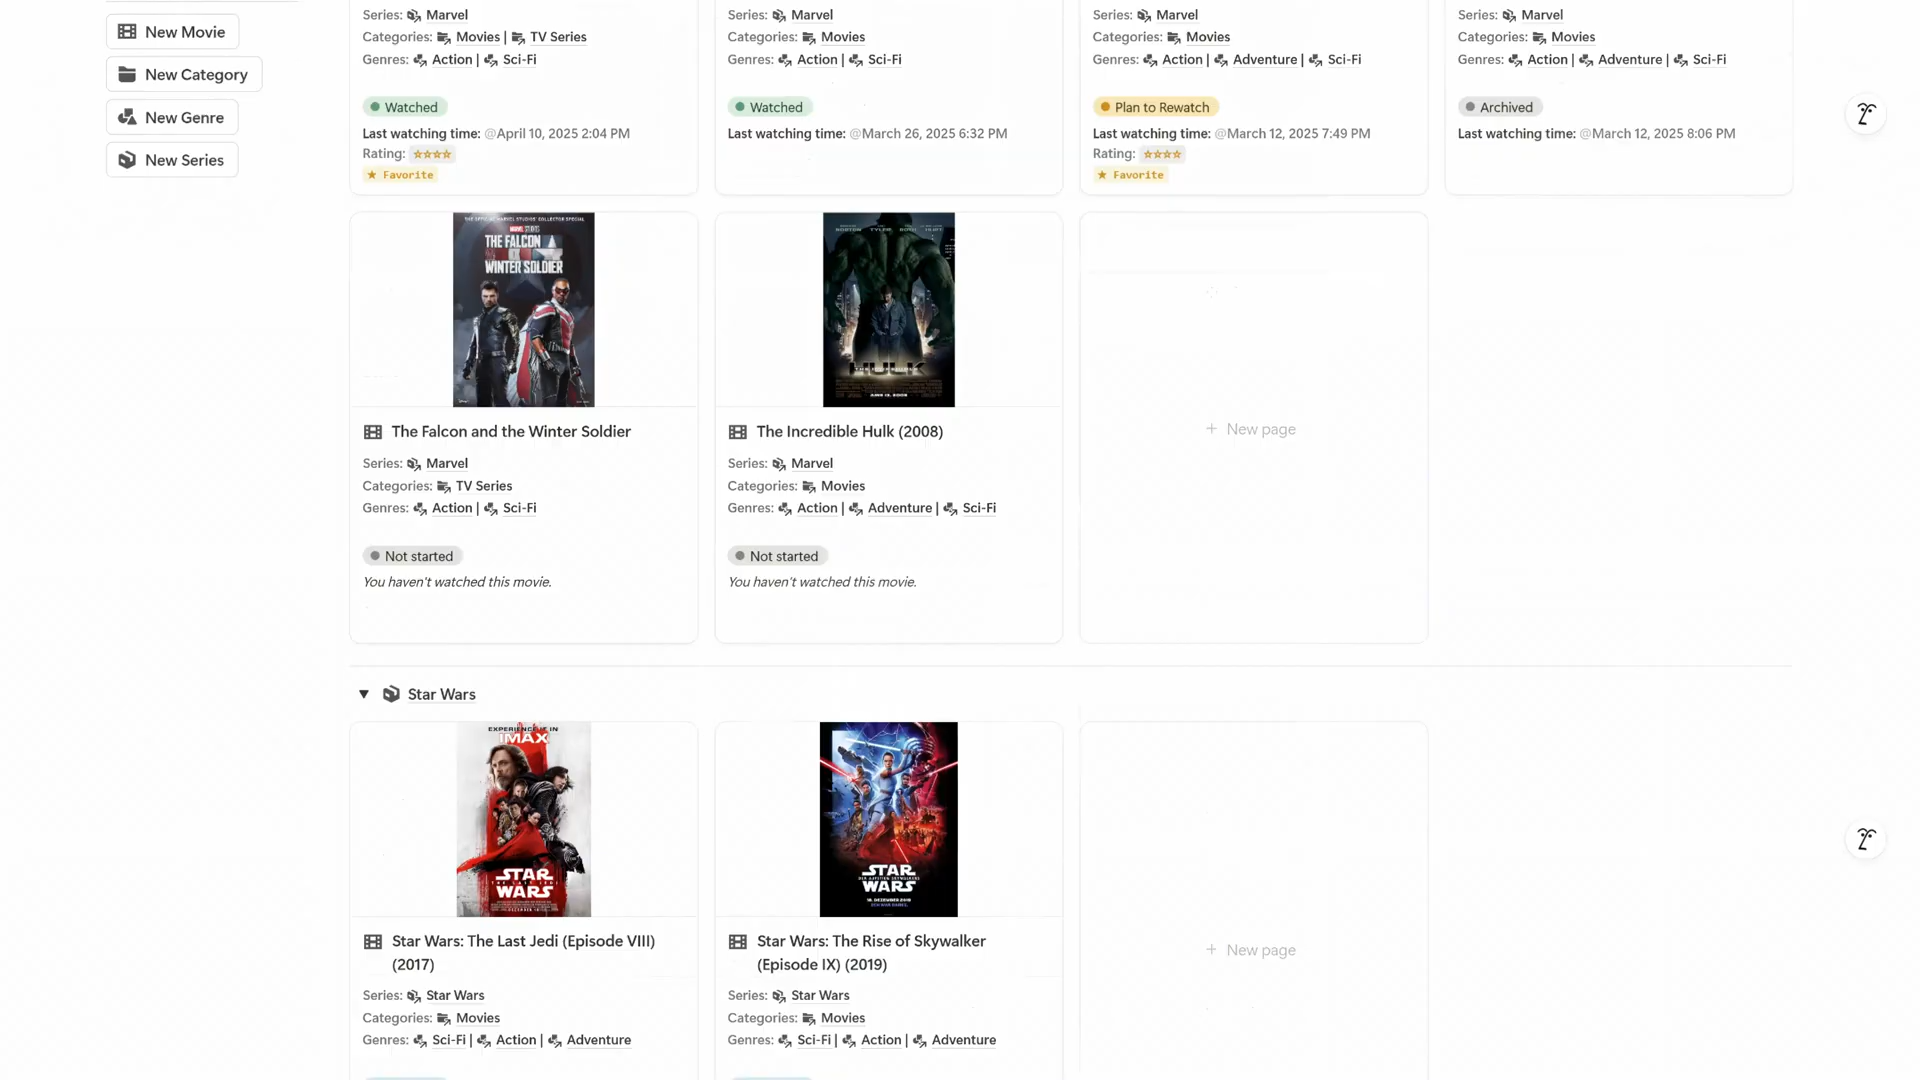 New Movie
New Category
New Genre
New Series
Series: Marvel
Categories: Movies | TV Series
Genres: Action | Sci-Fi
Watched
Last watching time: @April 10, 2025 2:04 PM
Rating: ☆☆☆☆
★ Favorite
Series: Marvel
Categories: Movies
Genres: Action | Sci-Fi
Watched
Last watching time: @March 26, 2025 6:32 PM
Series: Marvel
Categories: Movies
Genres: Action | Adventure | Sci-Fi
Plan to Rewatch
Last watching time: @March 12, 2025 7:49 PM
Rating: ☆☆☆☆
★ Favorite
Series: Marvel
Categories: Movies
Genres: Action | Adventure | Sci-Fi
Archived
Last watching time: @March 12, 2025 8:06 PM
THE FALCON
WINTER SOLDIER
The Falcon and the Winter Soldier
Series: Marvel
Categories: TV Series
Genres: Action | Sci-Fi
Not started
You haven't watched this movie.
NORTON TYLER ROTH HURT
HULK
The Incredible Hulk (2008)
Series: Marvel
Categories: Movies
Genres: Action | Adventure | Sci-Fi
Not started
You haven't watched this movie.
+ New page
Star Wars
EXPERIENCE IT IN
IMAX
STAR
THE LAST JEDI
WARS
Star Wars: The Last Jedi (Episode VIII)
(2017)
Series: Star Wars
Categories: Movies
Genres: Sci-Fi | Action | Adventure
STAR
WARS
Star Wars: The Rise of Skywalker
(Episode IX) (2019)
Series: Star Wars
Categories: Movies
Genres: Sci-Fi | Action | Adventure
+ New page